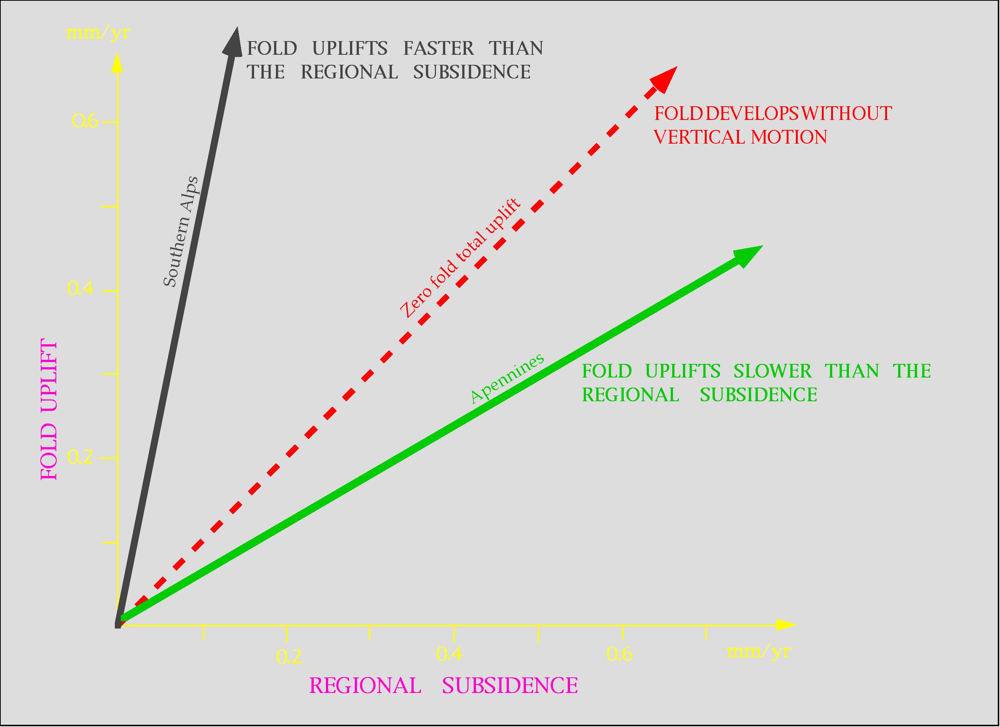 mm/yr
FOLD UPLIFTS FASTER THAN
THE REGIONAL SUBSIDENCE
FOLD DEVELOPS WITHOUT
VERTICAL MOTION
0.6
Southern Alps
Zero fold total uplift
0.4
Apennines
FOLD UPLIFTS SLOWER THAN THE
REGIONAL SUBSIDENCE
FOLD UPLIFT
0.2
0.2
0.4
0.6
mm/yr
REGIONAL SUBSIDENCE